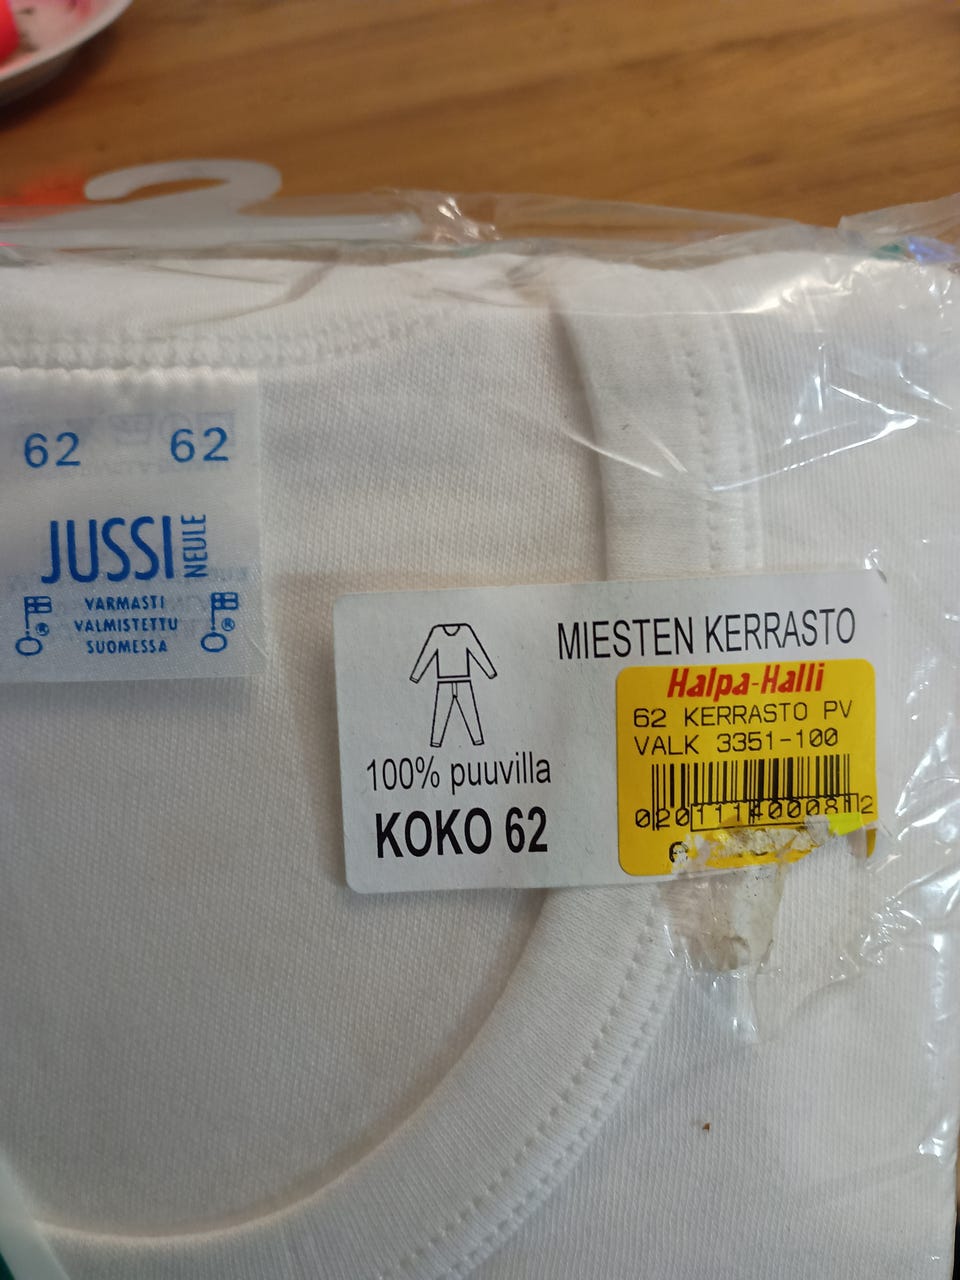 62 62
JUSSI NEULE
VARMASTI
VALMISTETTU
SUOMESSA
MIESTEN KERRASTO
Halpa-Halli
62 KERRASTO PV
VALK 3351-100
100% puuvilla
KOKO 62